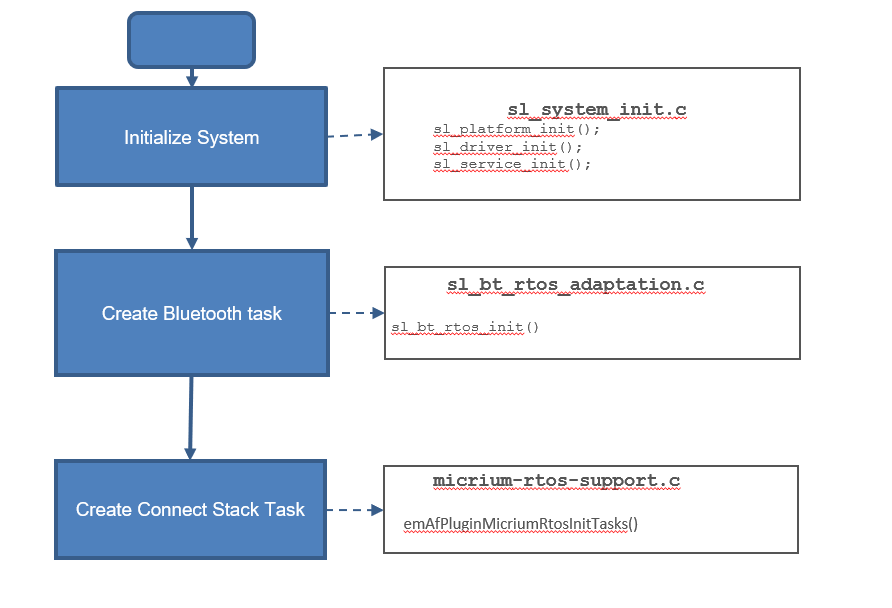 Initialize System
sl_system_init.c
sl_platform_init();
sl_driver_init();
sl_service_init();
Create Bluetooth task
sl_bt_rtos_adaptation.c
sl_bt_rtos_init()
Create Connect Stack Task
micrium-rtos-support.c
emAfPluginMicriumRtosInitTasks()